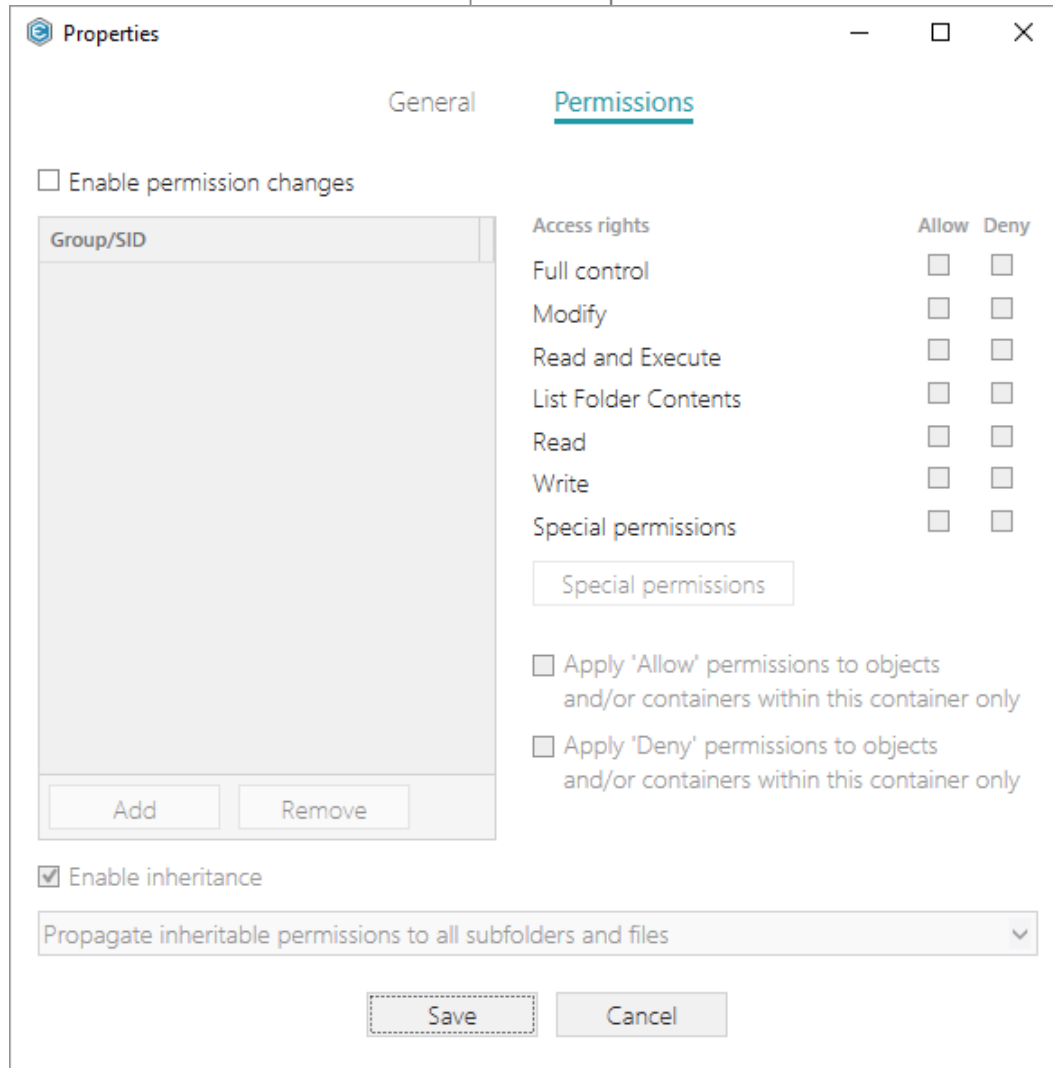 Properties
General Permissions
Enable permission changes
Group/SID
Access rights Allow Deny
Full control
Modify
Read and Execute
List Folder Contents
Read
Write
Special permissions
Special permissions
Apply 'Allow' permissions to objects
and/or containers within this container only
Apply 'Deny' permissions to objects
and/or containers within this container only
Add Remove
Enable inheritance
Propagate inheritable permissions to all subfolders and files
Save Cancel